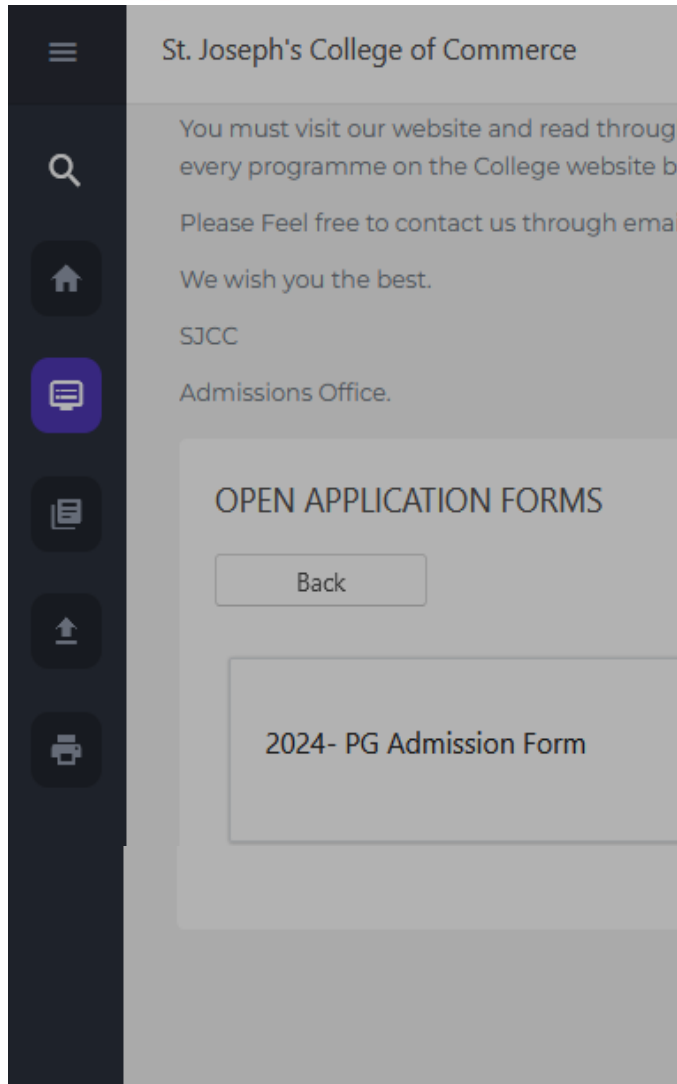 St. Joseph's College of Commerce
You must visit our website and read
every programme on the College website
Please Feel free to contact us through
We wish you the best.
SJCC
Admissions Office.
OPEN APPLICATION FORMS
Back
2024- PG Admission Form